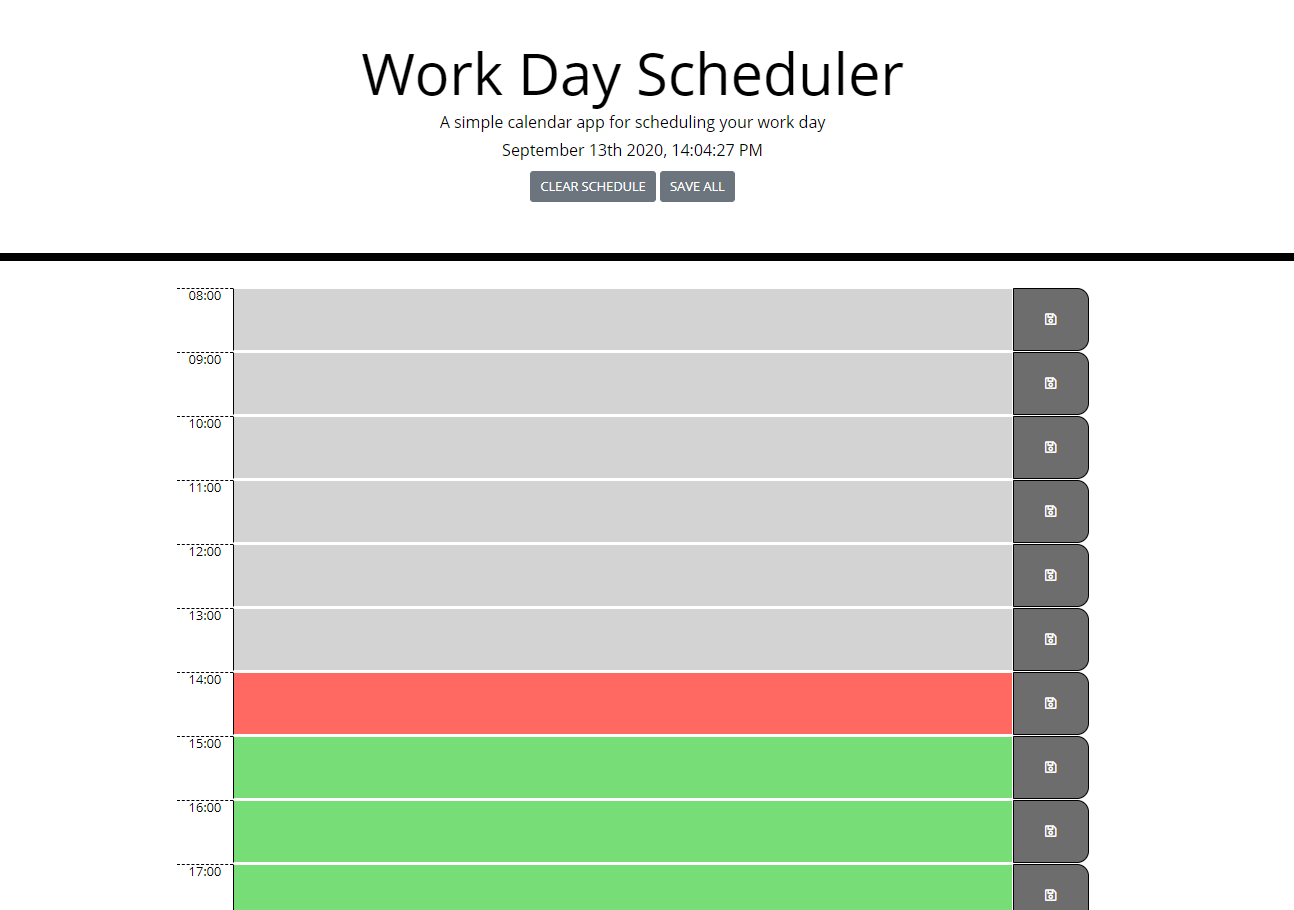 Work Day Scheduler
A simple calendar app for scheduling your work day
September 13th 2020, 14:04:27 PM
CLEAR SCHEDULE SAVE ALL
08:00
09:00
10:00
11:00
12:00
13:00
14:00
15:00
16:00
17:00